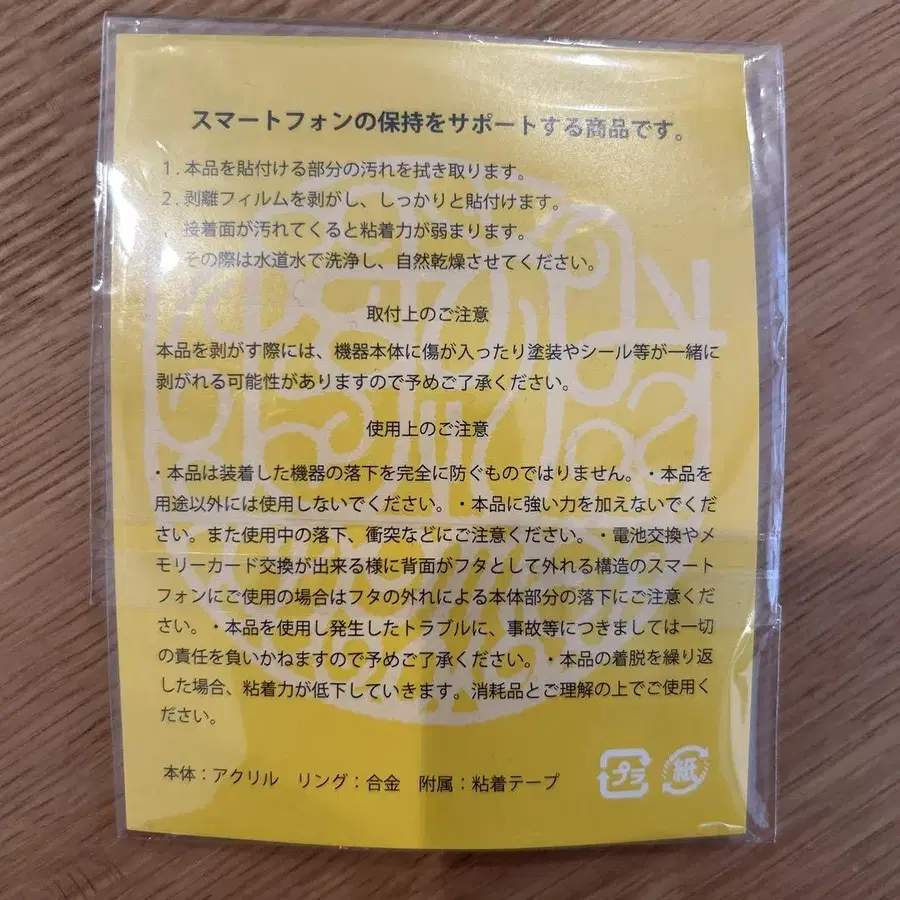 スマートフォンの保持をサポートする商品です。
1. 本品を貼付ける部分の汚れを拭き取ります。
2. 剥離フィルムを剥がし、しっかりと貼付けます。
、接着面が汚れてくると粘着力が弱まります。
その際は水道水で洗浄し、自然乾燥させてください。
取付上のご注意
本品を剥がす際には、機器本体に傷が入ったり塗装やシール等が一緒に
剥がれる可能性がありますので予めご了承ください。
使用上のご注意
・本品は装着した機器の落下を完全に防ぐものではりません。・本品を
用途以外には使用しないでください。・本品に強い力を加えないでくだ
さい。また使用中の落下、衝突などにご注意ください。・電池交換やメ
モリーカード交換が出来る様に背面がフタとして外れる構造のスマート
フォンにご使用の場合はフタの外れによる本体部分の落下にご注意くだ
さい。・本品を使用し発生したトラブルに、事故等につきましては一切
の責任を負いかねますので予めご了承ください。・本品の着脱を繰り返
した場合、粘着力が低下していきます。消耗品とご理解の上でご使用く
ださい。
本体：アクリル　リング：合金　附属：粘着テープ
プラ
紙